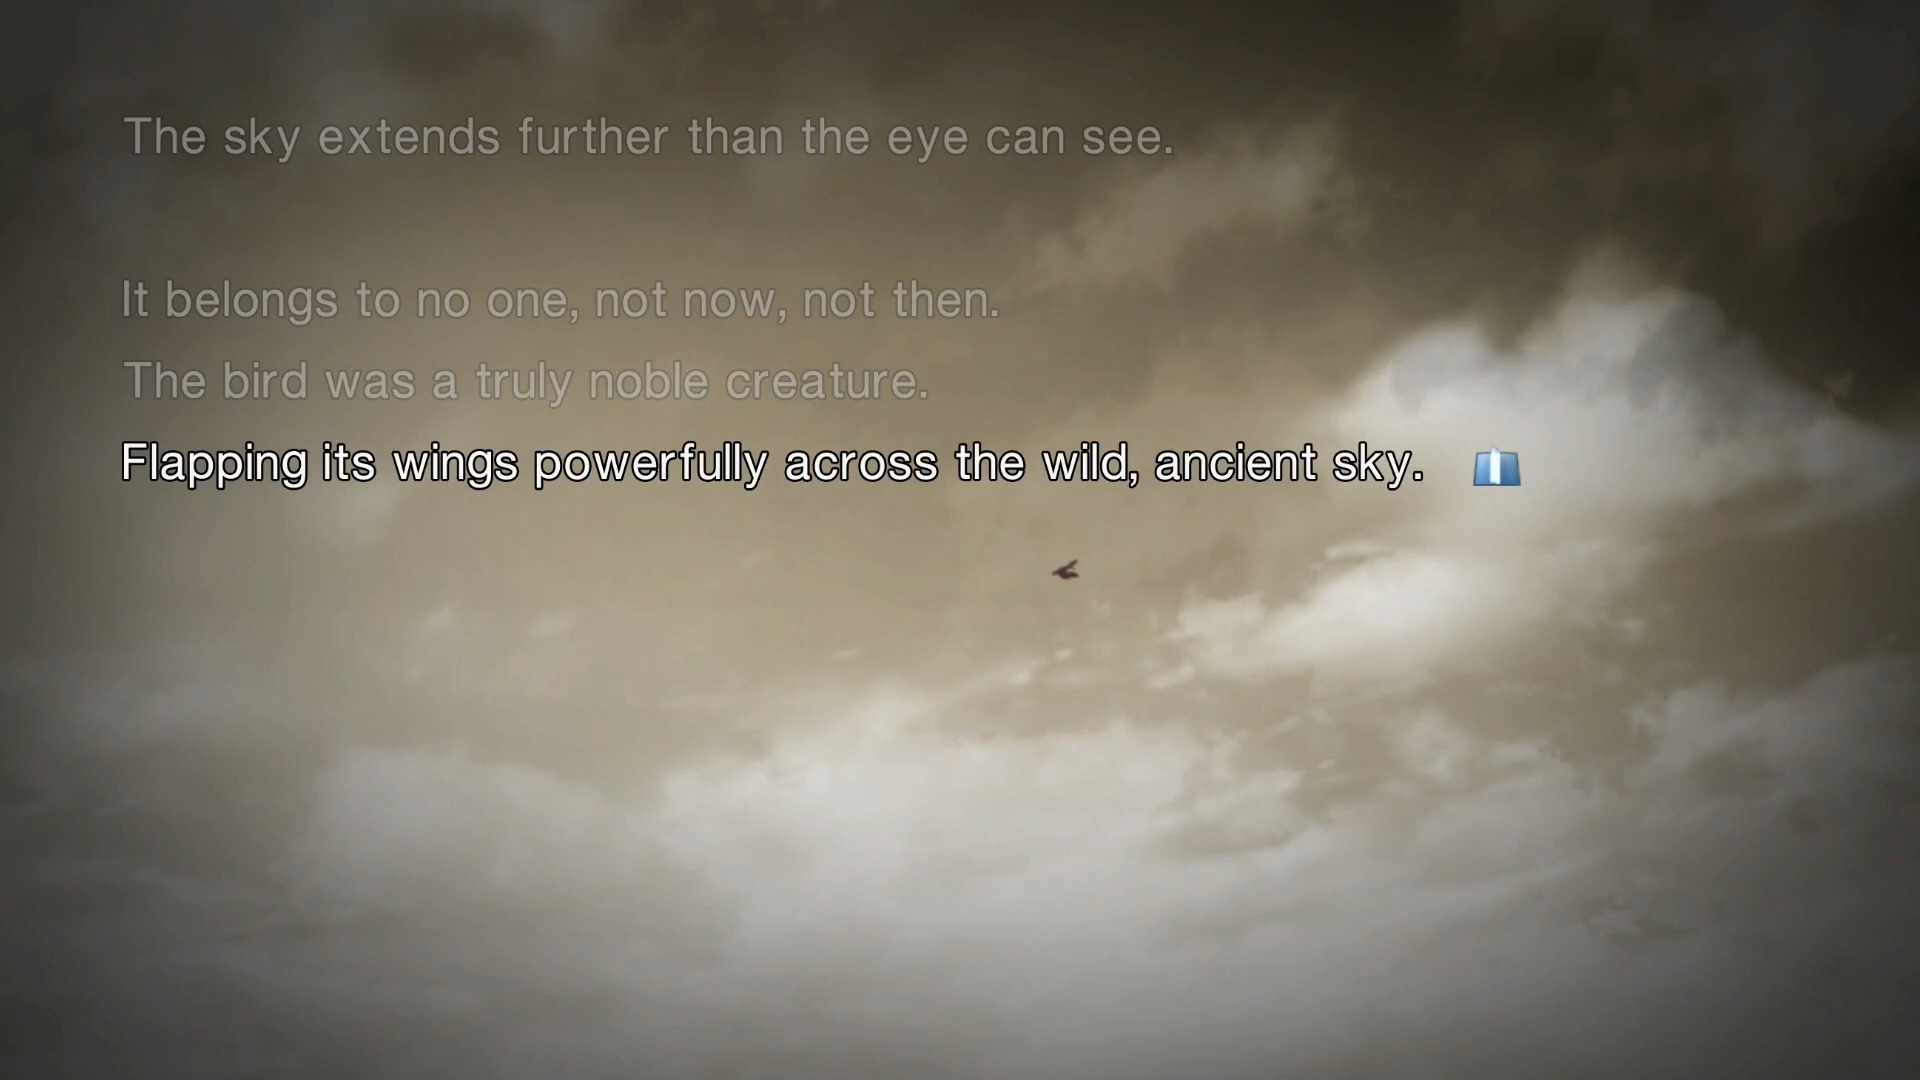 The sky extends further than the eye can see.
It belongs to no one, not now, not then.
The bird was a truly noble creature.
Flapping its wings powerfully across the wild, ancient sky.